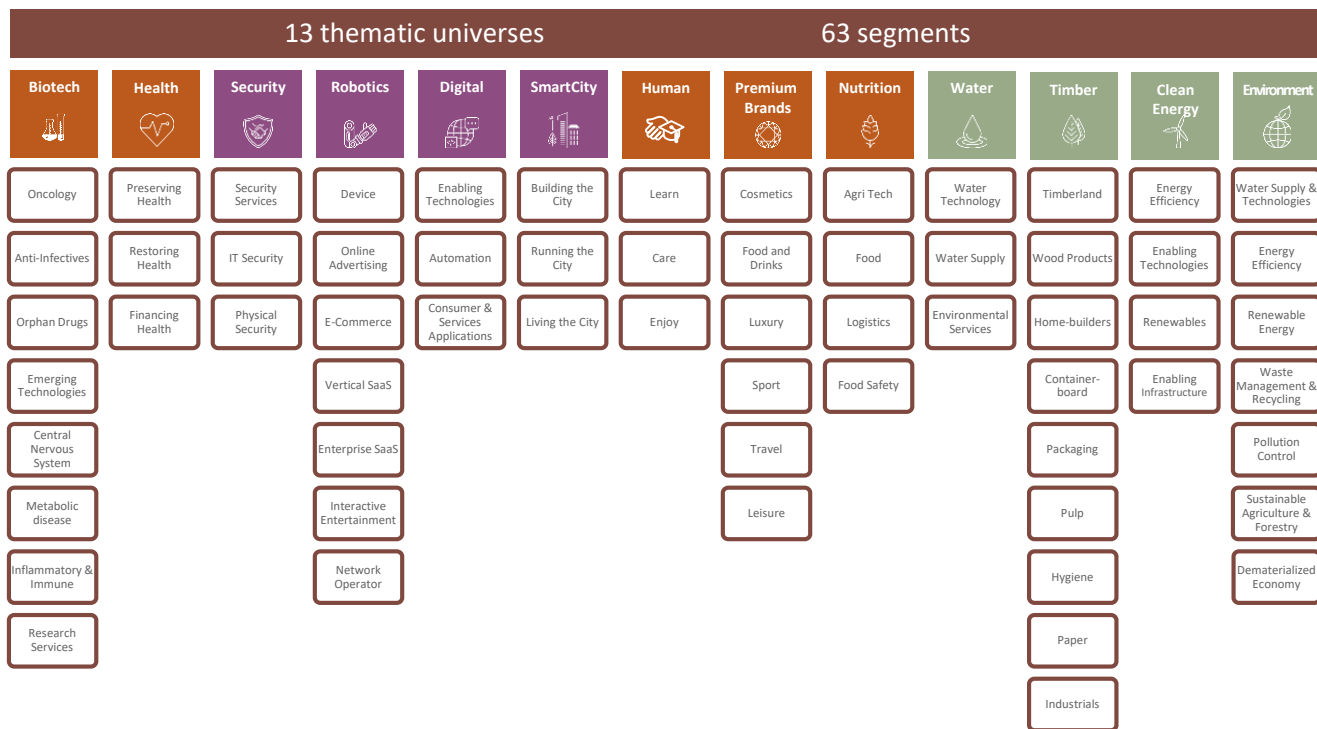 13 thematic universes
63 segments
Biotech
Health
Security
Robotics
Digital
SmartCity
Human
Premium
Brands
Nutrition
Water
Timber
Clean
Energy
Environment
Oncology
Preserving
Health
Security
Services
Device
Enabling
Technologies
Building the
City
Learn
Cosmetics
Agri Tech
Water
Technology
Timberland
Energy
Efficiency
Water Supply &
Technologies
Anti-Infectives
Restoring
Health
IT Security
Online
Advertising
Automation
Running the
City
Care
Food and
Drinks
Food
Water Supply
Wood Products
Enabling
Technologies
Energy
Efficiency
Orphan Drugs
Financing
Health
Physical
Security
E-Commerce
Consumer &
Services
Applications
Living the City
Enjoy
Luxury
Logistics
Environmental
Services
Home-builders
Renewables
Renewable
Energy
Emerging
Technologies
Vertical SaaS
Sport
Food Safety
Container-
board
Enabling
Infrastructure
Waste
Management &
Recycling
Central
Nervous
System
Enterprise SaaS
Travel
Packaging
Pollution
Control
Metabolic
disease
Interactive
Entertainment
Leisure
Pulp
Sustainable
Agriculture &
Forestry
Inflammatory &
Immune
Network
Operator
Hygiene
Dematerialized
Economy
Research
Services
Paper
Industrials